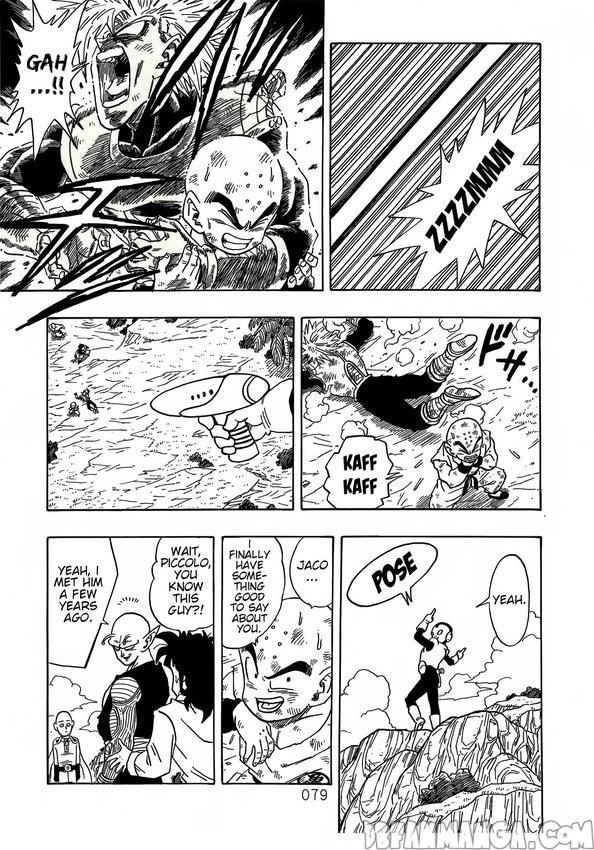 ZZZZMMM
GAH
...!!
ドサ...
KAFF
KAFF
YEAH.
POSE
JACO
...
I
FINALLY
HAVE
SOME-
THING
GOOD
TO SAY
ABOUT
YOU.
WAIT,
PICCOLO,
YOU
KNOW
THIS
GUY?!
YEAH, I
MET HIM
A FEW
YEARS
AGO.
079
DBFANMANGA.COM